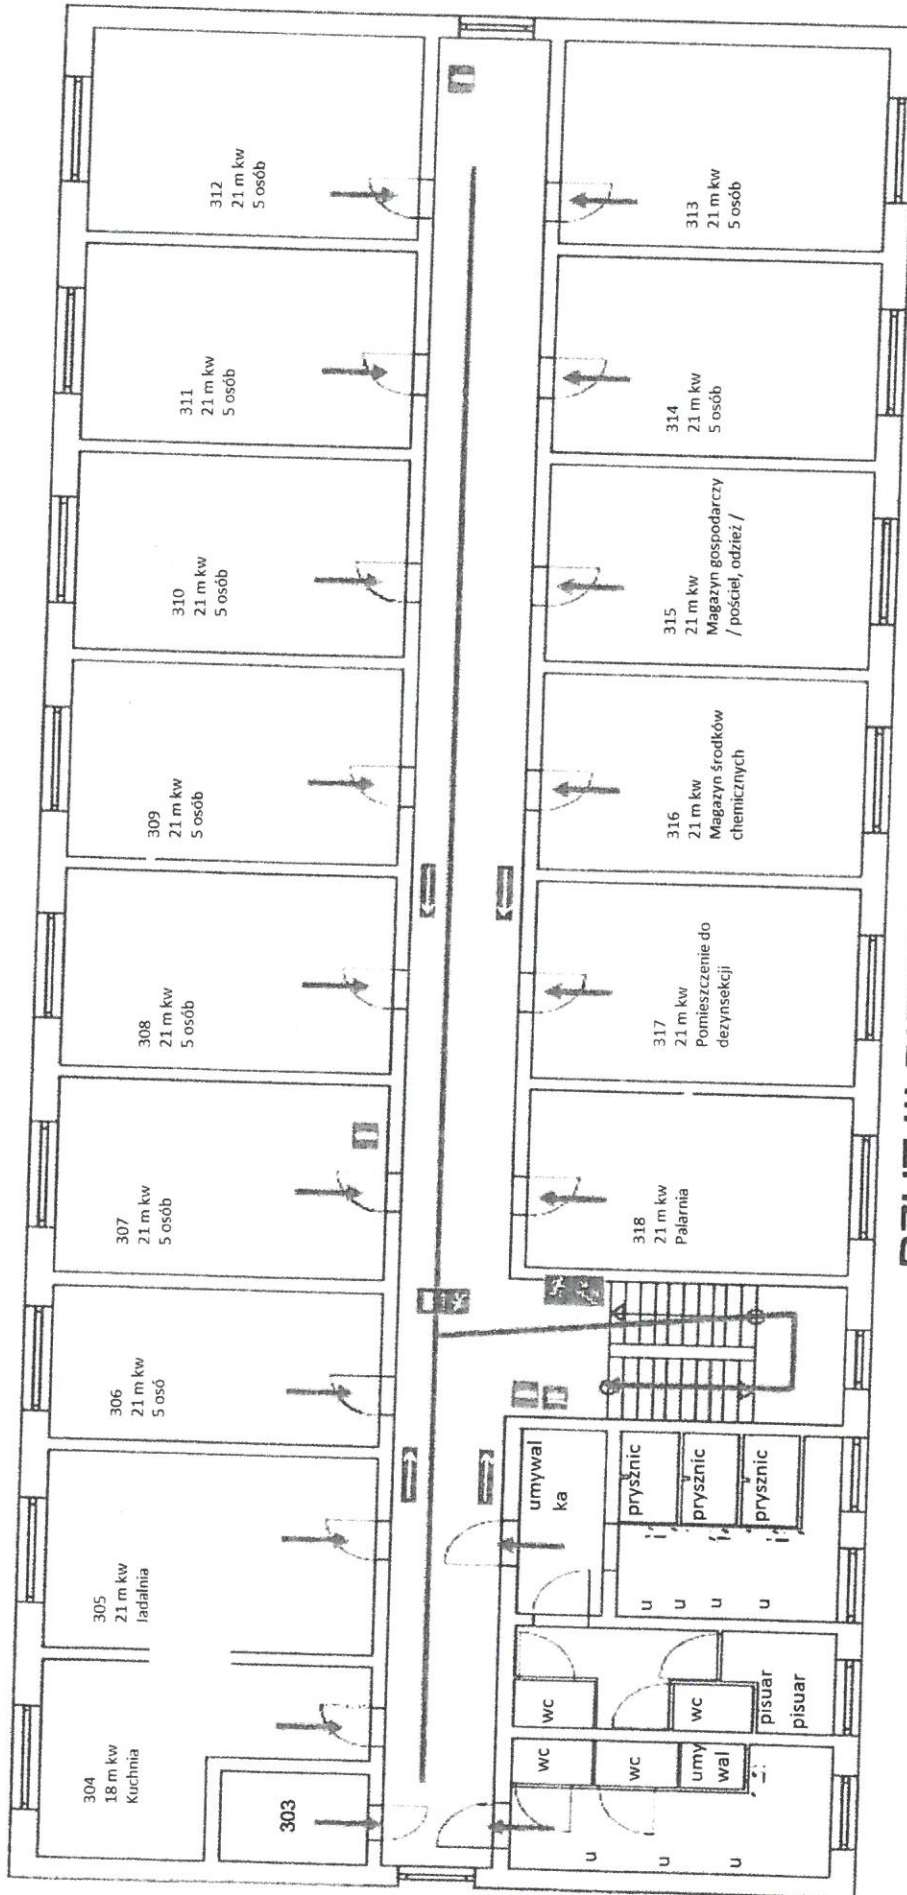 304
18 m kw
Kuchnia
303
305
21 m kw
Jadalnia
306
21 m kw
5 osó
307
21 m kw
5 osób
308
21 m kw
5 osób
309
21 m kw
5 osób
310
21 m kw
5 osób
311
21 m kw
5 osób
312
21 m kw
5 osób
313
21 m kw
5 osób
314
21 m kw
5 osób
315
21 m kw
Magazyn gospodarczy
/ pościel, odzież /
316
21 m kw
Magazyn środków
chemicznych
317
21 m kw
Pomieszczenie do
dezynsekcji
318
21 m kw
Palarnia
umywal
ka
prysznic
prysznic
prysznic
u
u
u
u
wc
wc
pisuar
pisuar
wc
wc
umy
wal
u
u
u